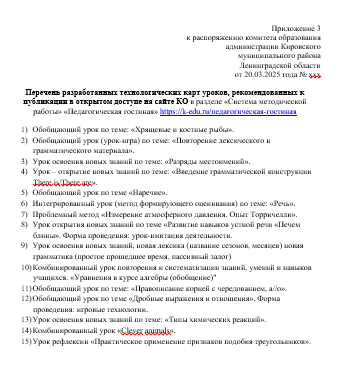 Приложение 3
к распоряжению комитета образования
администрации Кировского
муниципального района
Ленинградской области
от 20.03.2025 года № xxx
Перечень разработанных технологических карт уроков, рекомендованных к
публикации в открытом доступе на сайте КО в разделе «Система методической
работы» «Педагогическая гостиная» https://k-edu.ru/педагогическая-гостиная
1) Обобщающий урок по теме: «Хрящевые и костные рыбы».
2) Обобщающий урок (урок-игра) по теме: «Повторение лексического и
грамматического материала».
3) Урок освоения новых знаний по теме: «Разряды местоимений».
4) Урок – открытие новых знаний по теме: «Введение грамматической конструкции
There is/There are».
5) Обобщающий урок по теме: «Наречие».
6) Интегрированный урок (метод формирующего оценивания) по теме: «Речь».
7) Проблемный метод «Измерение атмосферного давления. Опыт Торричелли».
8) Урок открытия новых знаний по теме «Развитие навыков устной речи «Печем
блины». Форма проведения: урок-имитация деятельности.
9) Урок освоения новых знаний, новая лексика (название сезонов, месяцев) новая
грамматика (простое прошедшее время, пассивный залог)
10) Комбинированный урок повторения и систематизации знаний, умений и навыков
учащихся. «Уравнения в курсе алгебры (обобщение)"
11) Обобщающий урок по теме: «Правописание корней с чередованием, а//о».
12) Обобщающий урок по теме «Дробные выражения и отношения». Форма
проведения: игровые технологии.
13) Урок освоения новых знаний по теме: «Типы химических реакций».
14) Комбинированный урок «Clever animals».
15) Урок рефлексии «Практическое применение признаков подобия треугольников».